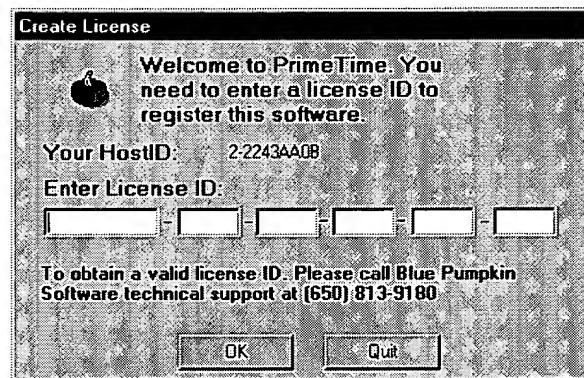 Create License
Welcome to PrimeTime. You
need to enter a license ID to
register this software.
Your HostID: 2-2243AA0B
Enter License ID:
- - - - -
To obtain a valid license ID. Please call Blue Pumpkin
Software technical support at (650) 813-9180
OK Quit